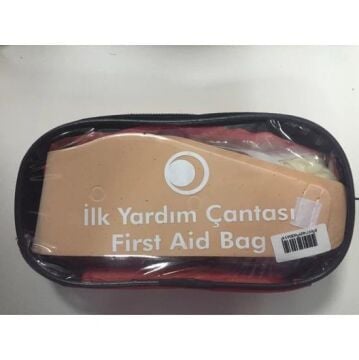 İlk Yardım Çantası
First Aid Bag